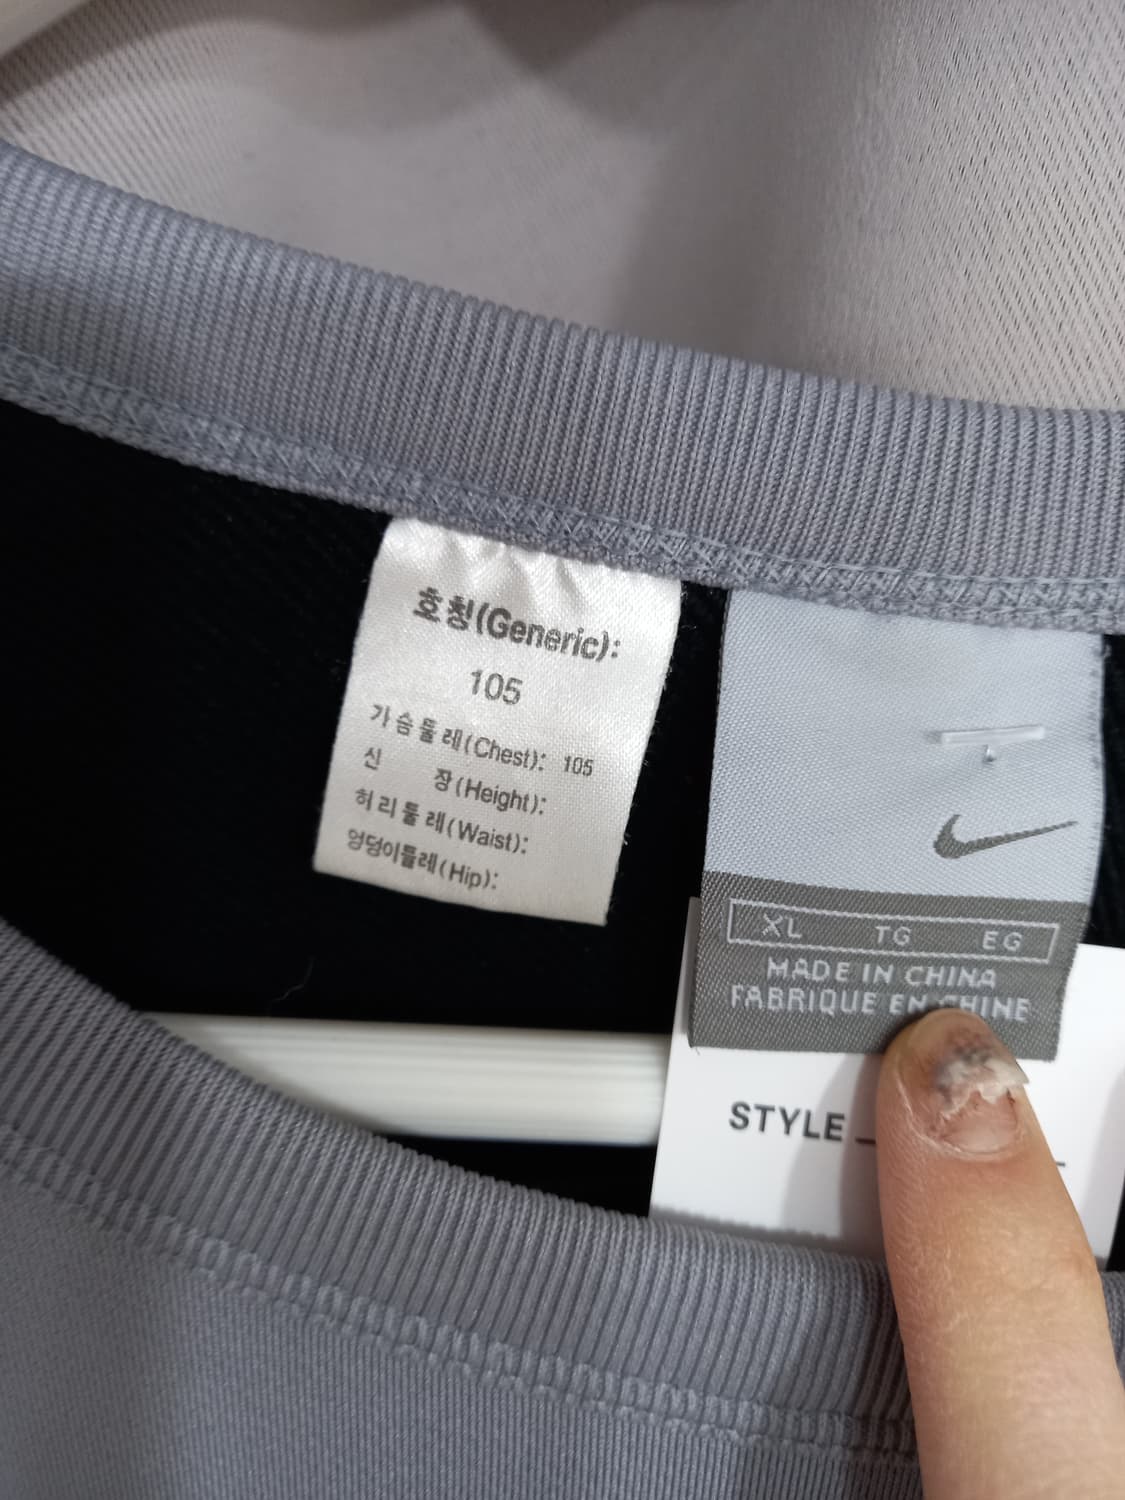 호칭(Generic):
105
가슴둘레(Chest): 105
신 장(Height):
허리둘레(Waist):
엉덩이둘레(Hip):
XL TG EG
MADE IN CHINA
FABRIQUE EN CHINE
STYLE